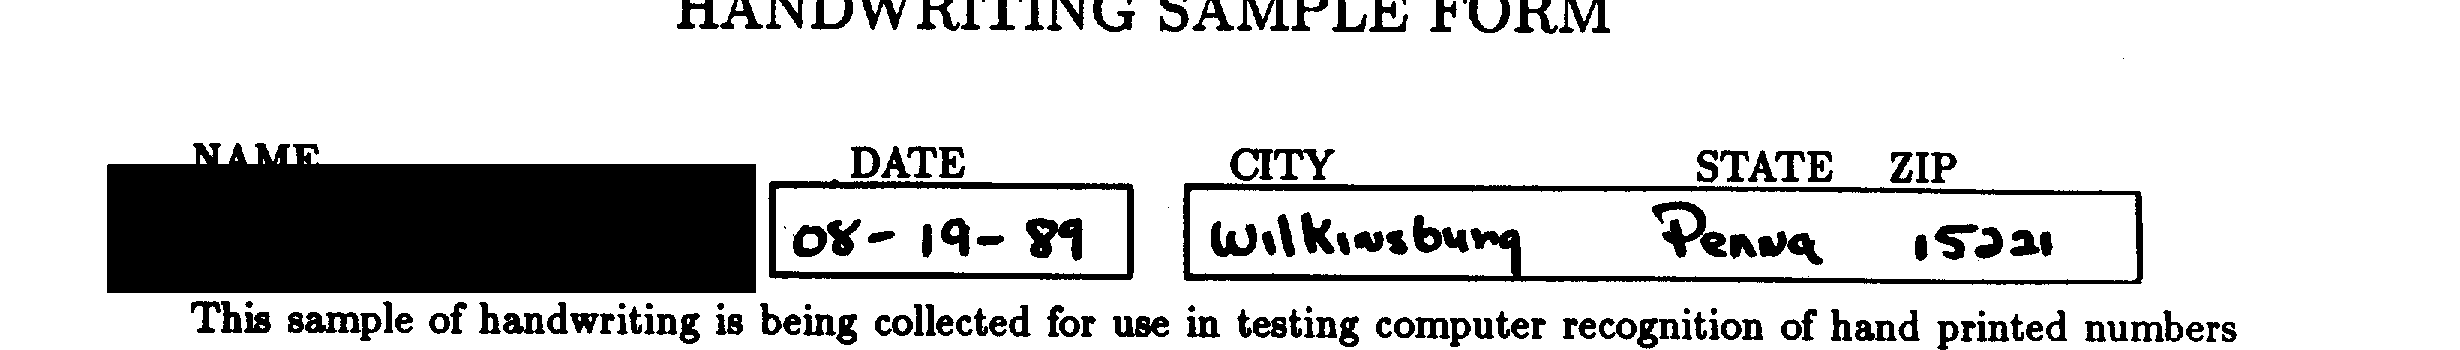 HANDWRITING SAMPLE FORM
NAME DATE CITY STATE ZIP
08-19-89 Wilkinsburg Penna 15221
This sample of handwriting is being collected for use in testing computer recognition of hand printed numbers